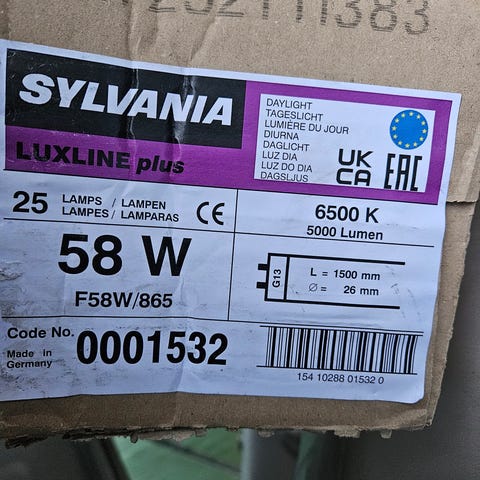 SYLVANIA
LUXLINE plus
DAYLIGHT
TAGESLICHT
LUMIÈRE DU JOUR
DIURNA
DAGLICHT
LUZ DIA
LUZ DO DIA
DAGSLJUS
UK
CA
EAC
25 LAMPS / LAMPEN
LAMPES / LAMPARAS
CE
6500 K
5000 Lumen
58 W
F58W/865
G13
L = 1500 mm
Ø = 26 mm
Code No. 0001532
Made in
Germany
154 10288 01532 0